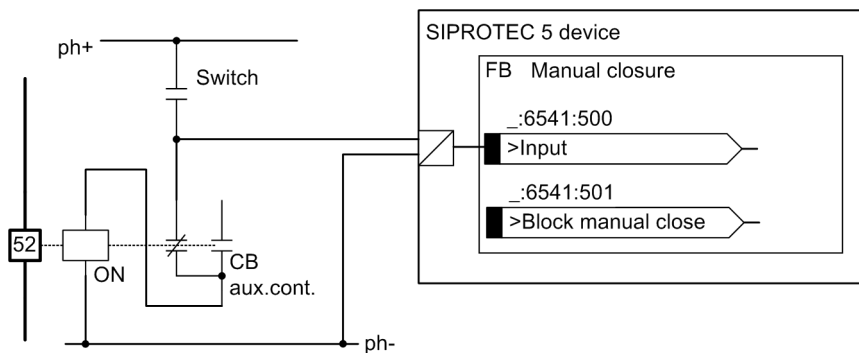 SIPROTEC 5 device
ph+
FB Manual closure
Switch
_:6541:500
>Input
_:6541:501
>Block manual close
52
ON
CB
aux.cont.
ph-